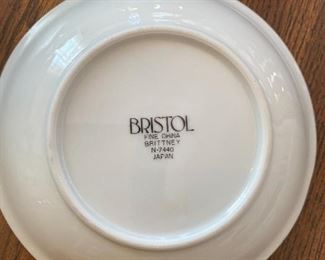 BRISTOL
FINE CHINA
BRITTNEY
N-7440
JAPAN